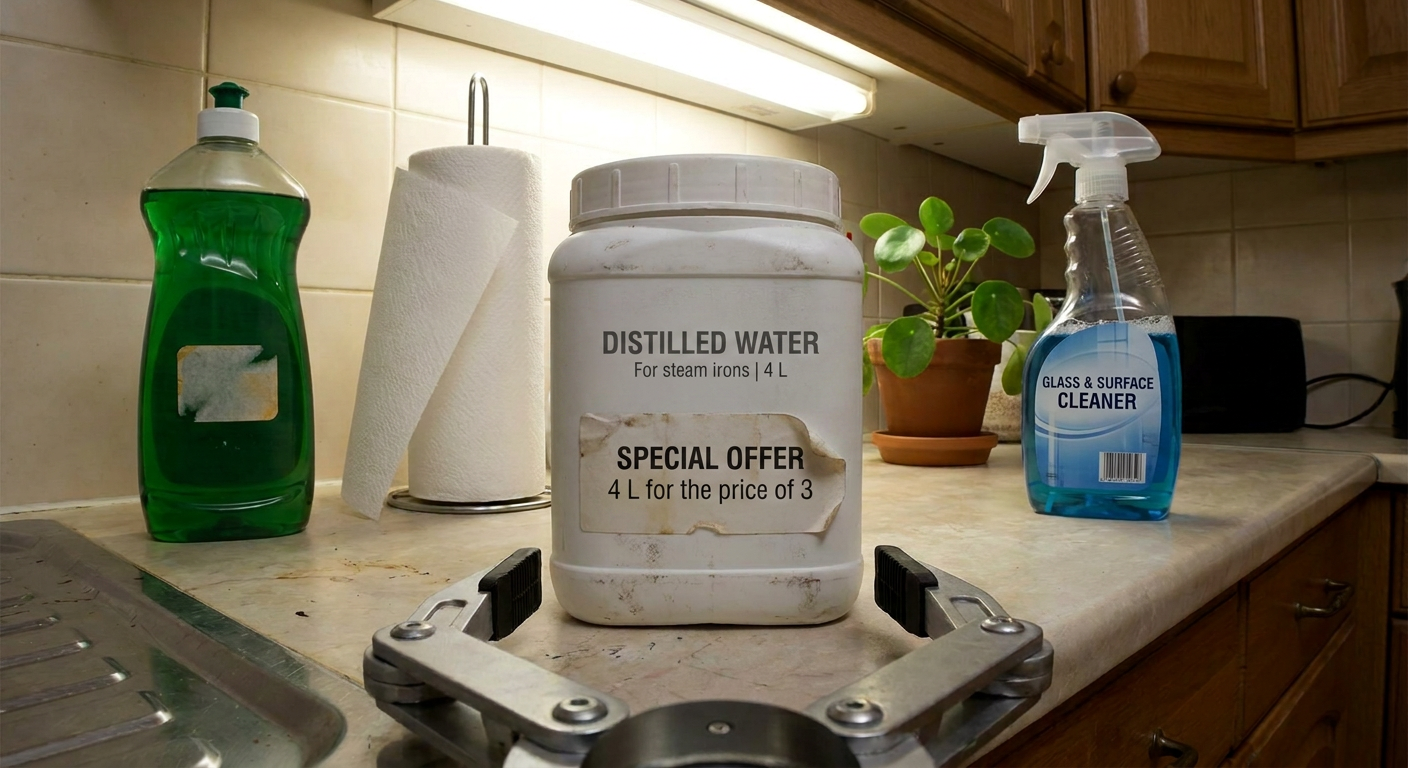 DISTILLED WATER
For steam irons | 4 L
SPECIAL OFFER
4 L for the price of 3
GLASS & SURFACE
CLEANER